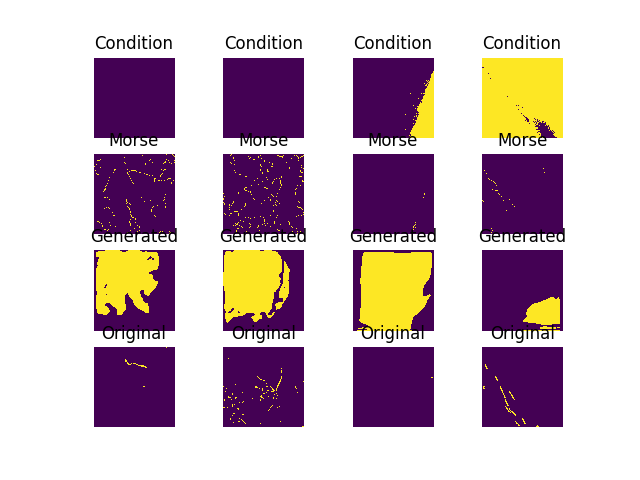 Condition Condition Condition Condition
Morse Morse Morse Morse
Generated Generated Generated Generated
Original Original Original Original